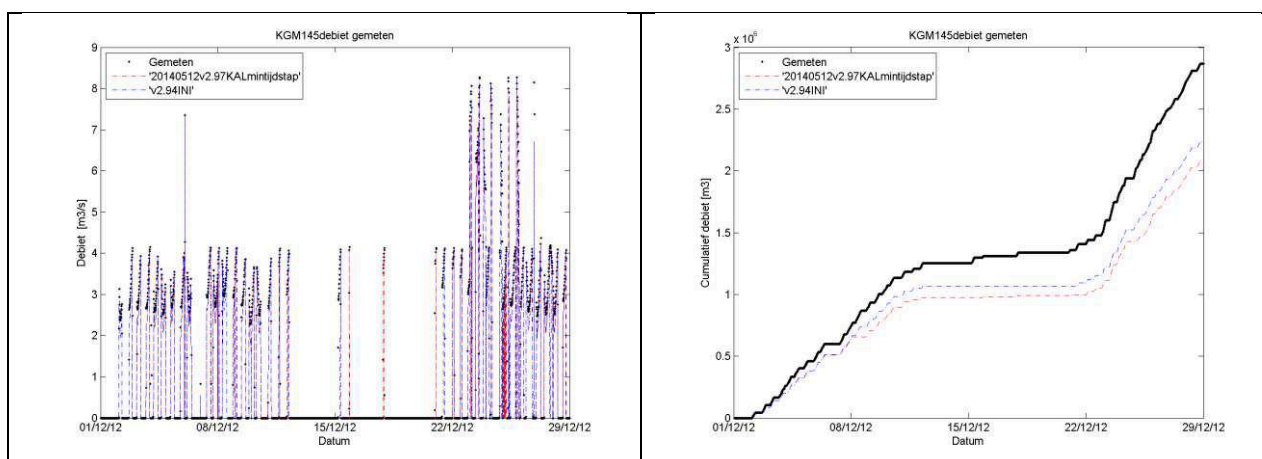 KGM145debiet gemeten
9
8
7
6
5
4
3
2
1
0
Debiet [m3/s]
Gemeten
'20140512v2.97KALmintijdstap'
'v2.94INI'
01/12/12
08/12/12
15/12/12
22/12/12
29/12/12
Datum
KGM145debiet gemeten
x 10^6
3
2.5
2
1.5
1
0.5
0
Cumulatief debiet [m3]
Gemeten
'20140512v2.97KALmintijdstap'
'v2.94INI'
01/12/12
08/12/12
15/12/12
22/12/12
29/12/12
Datum